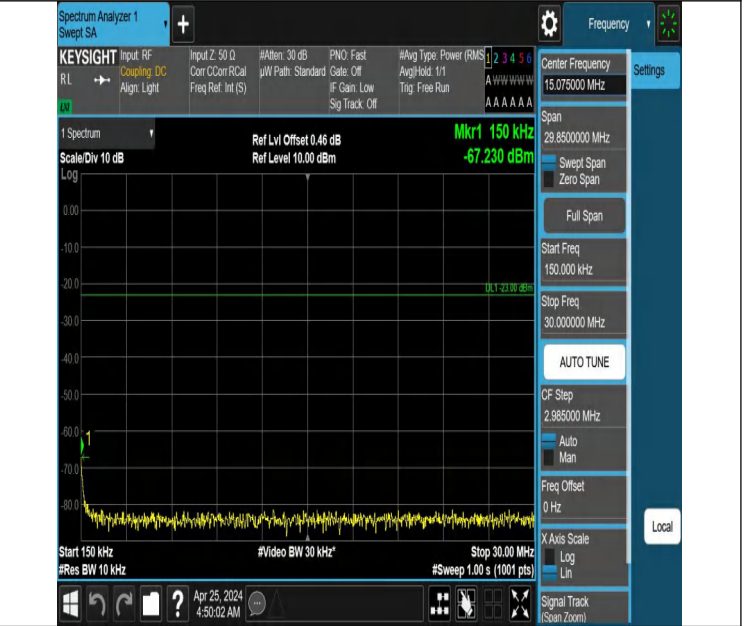 Spectrum Analyzer 1
Swept SA
+
Frequency
KEYSIGHT
RL
Input: RF
Coupling: DC
Align: Light
Input Z: 50 Ω
Corr CCorr RCal
Freq Ref: Int (S)
#Atten: 30 dB
µW Path: Standard
PNO: Fast
Gate: Off
IF Gain: Low
Sig Track: Off
#Avg Type: Power (RMS
Avg|Hold: 1/1
Trig: Free Run
1 2 3 4 5 6
A W W W W W
A A A A A A
1 Spectrum
Scale/Div 10 dB
Ref Lvl Offset 0.46 dB
Ref Level 10.00 dBm
Mkr1 150 kHz
-67.230 dBm
Log
0.00
-10.0
-20.0
DL1 -23.00 dBm
-30.0
-40.0
-50.0
-60.0
1
-70.0
-80.0
Start 150 kHz
#Video BW 30 kHz*
Stop 30.00 MHz
#Res BW 10 kHz
#Sweep 1.00 s (1001 pts)
?
Apr 25, 2024
4:50:02 AM
Center Frequency
15.075000 MHz
Settings
Span
29.8500000 MHz
Swept Span
Zero Span
Full Span
Start Freq
150.000 kHz
Stop Freq
30.000000 MHz
AUTO TUNE
CF Step
2.985000 MHz
Auto
Man
Freq Offset
0 Hz
X Axis Scale
Log
Lin
Local
Signal Track
(Span Zoom)